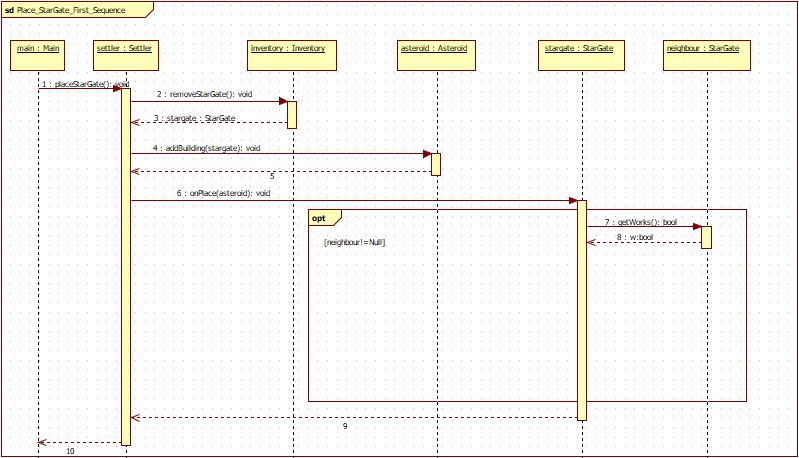 sd Place_StarGate_First_Sequence
main : Main
settler : Settler
inventory : Inventory
asteroid : Asteroid
stargate : StarGate
neighbour : StarGate
1 : placeStarGate(): void
2 : removeStarGate(): void
3 : stargate : StarGate
4 : addBuilding(stargate): void
5
6 : onPlace(asteroid): void
opt
[neighbour!=Null]
7 : getWorks(): bool
8 : w:bool
9
10